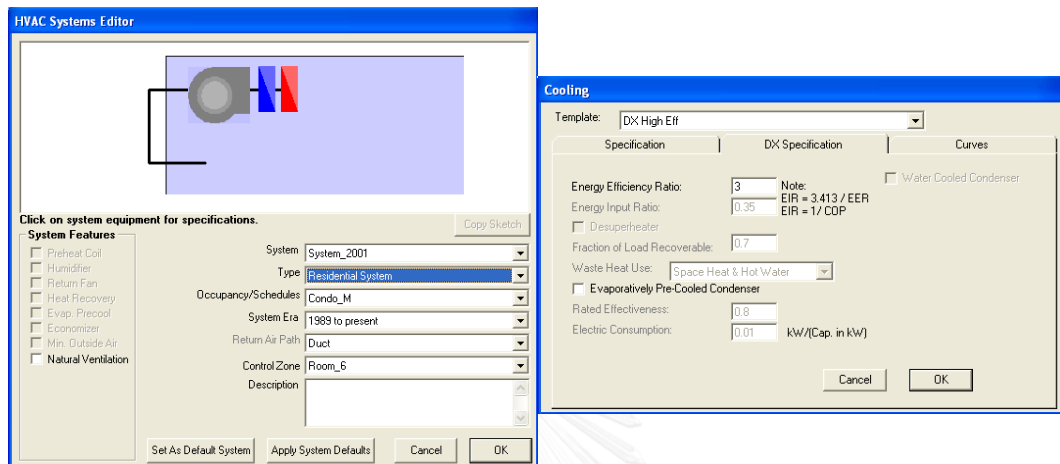 HVAC Systems Editor
Click on system equipment for specifications.
Copy Sketch
System Features
Preheat Coil
Humidifier
Return Fan
Heat Recovery
Evap. Precool
Economizer
Min. Outside Air
Natural Ventilation
System System_2001
Type Residential System
Occupancy/Schedules Condo_M
System Era 1989 to present
Return Air Path Duct
Control Zone Room_6
Description
Set As Default System Apply System Defaults Cancel OK
Cooling
Template: DX High Eff
Specification DX Specification Curves
Energy Efficiency Ratio: 3 Note:
EIR = 3.413 / EER
Energy Input Ratio: 0.35 EIR = 1/ COP
Water Cooled Condenser
Desuperheater
Fraction of Load Recoverable: 0.7
Waste Heat Use: Space Heat & Hot Water
Evaporatively Pre-Cooled Condenser
Rated Effectiveness: 0.8
Electric Consumption: 0.01 kW/(Cap. in kW)
Cancel OK